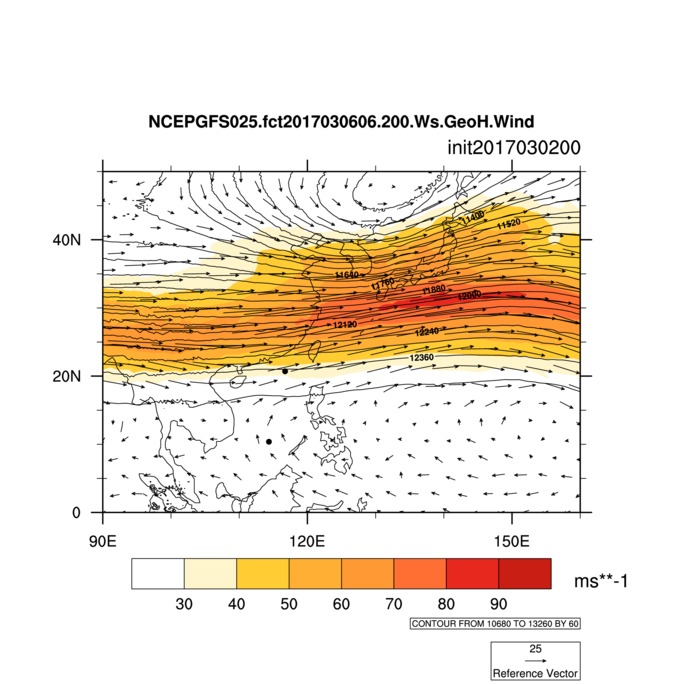 NCEPGFS025.fct2017030606.200.Ws.GeoH.Wind
init2017030200
11400
11520
40N
11640
11760
11880
12000
12120
12240
12360
20N
0
90E 120E 150E
ms**-1
30 40 50 60 70 80 90
CONTOUR FROM 10680 TO 13260 BY 60
25
Reference Vector